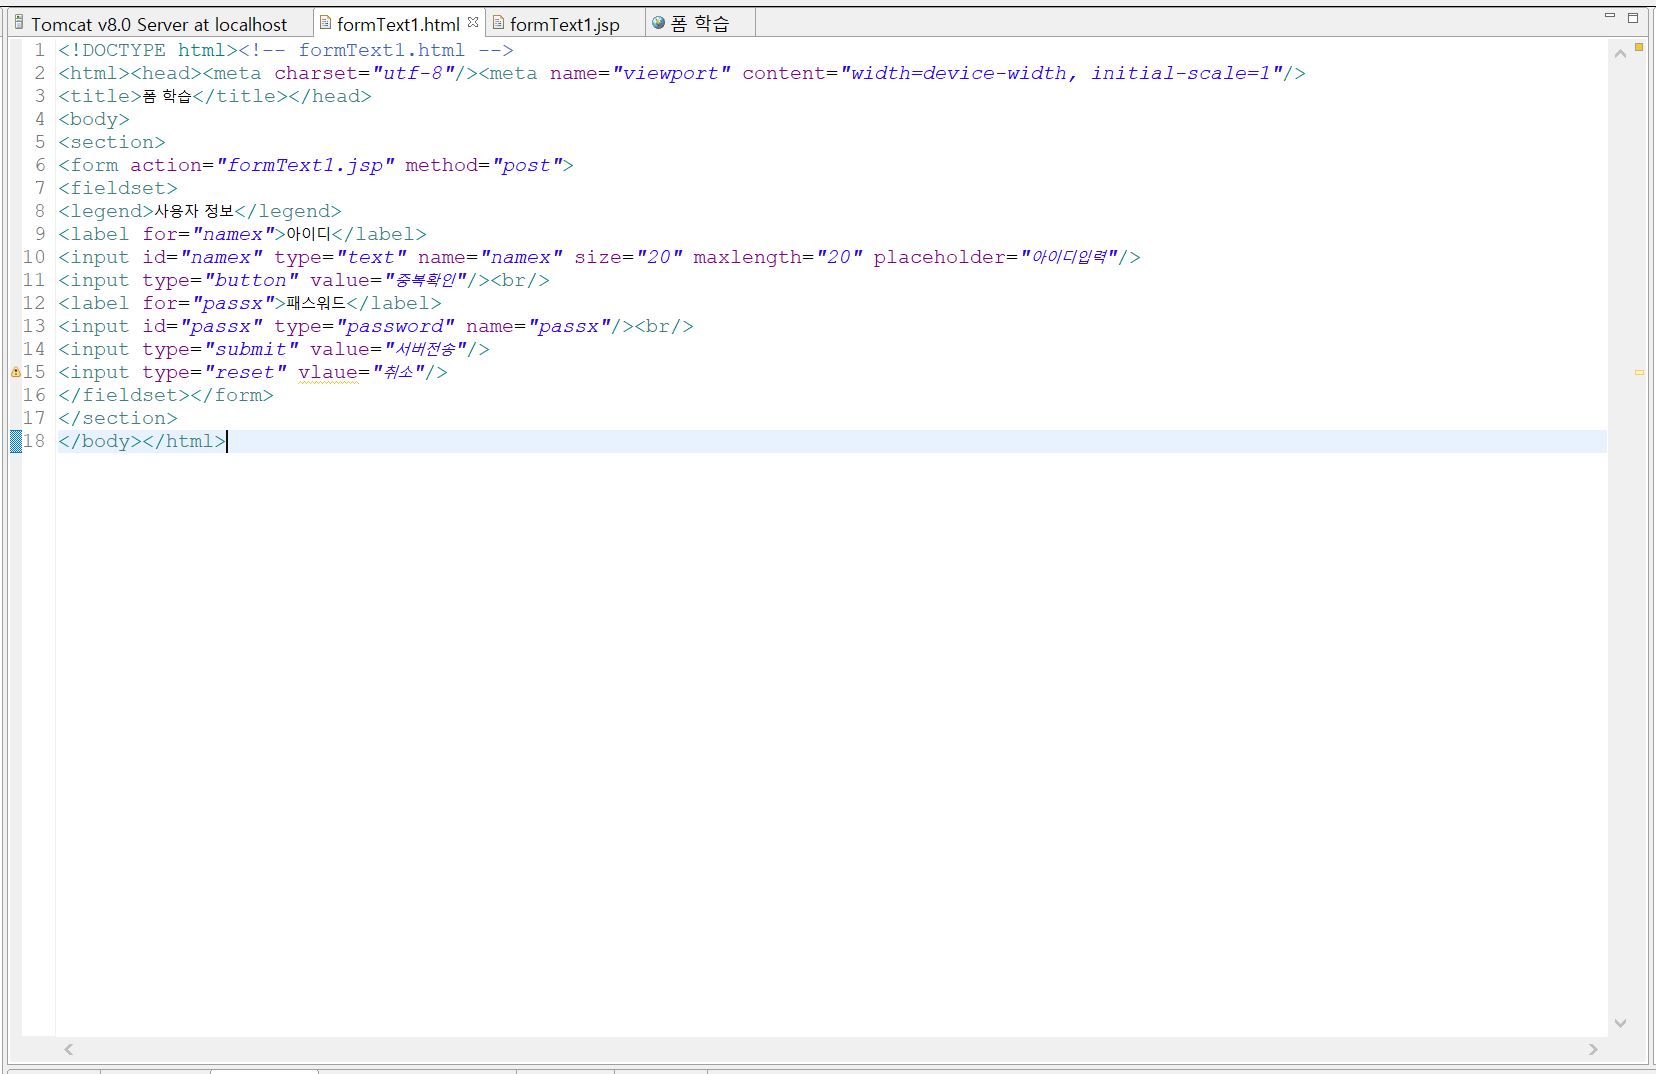 Tomcat v8.0 Server at localhost formText1.html formText1.jsp 폼 학습
1 <!DOCTYPE html><!-- formText1.html -->
2 <html><head><meta charset="utf-8"/><meta name="viewport" content="width=device-width, initial-scale=1"/>
3 <title>폼 학습</title></head>
4 <body>
5 <section>
6 <form action="formText1.jsp" method="post">
7 <fieldset>
8 <legend>사용자 정보</legend>
9 <label for="namex">아이디</label>
10 <input id="namex" type="text" name="namex" size="20" maxlength="20" placeholder="아이디입력"/>
11 <input type="button" value="중복확인"/><br/>
12 <label for="passx">패스워드</label>
13 <input id="passx" type="password" name="passx"/><br/>
14 <input type="submit" value="서버전송"/>
15 <input type="reset" vlaue="취소"/>
16 </fieldset></form>
17 </section>
18 </body></html>